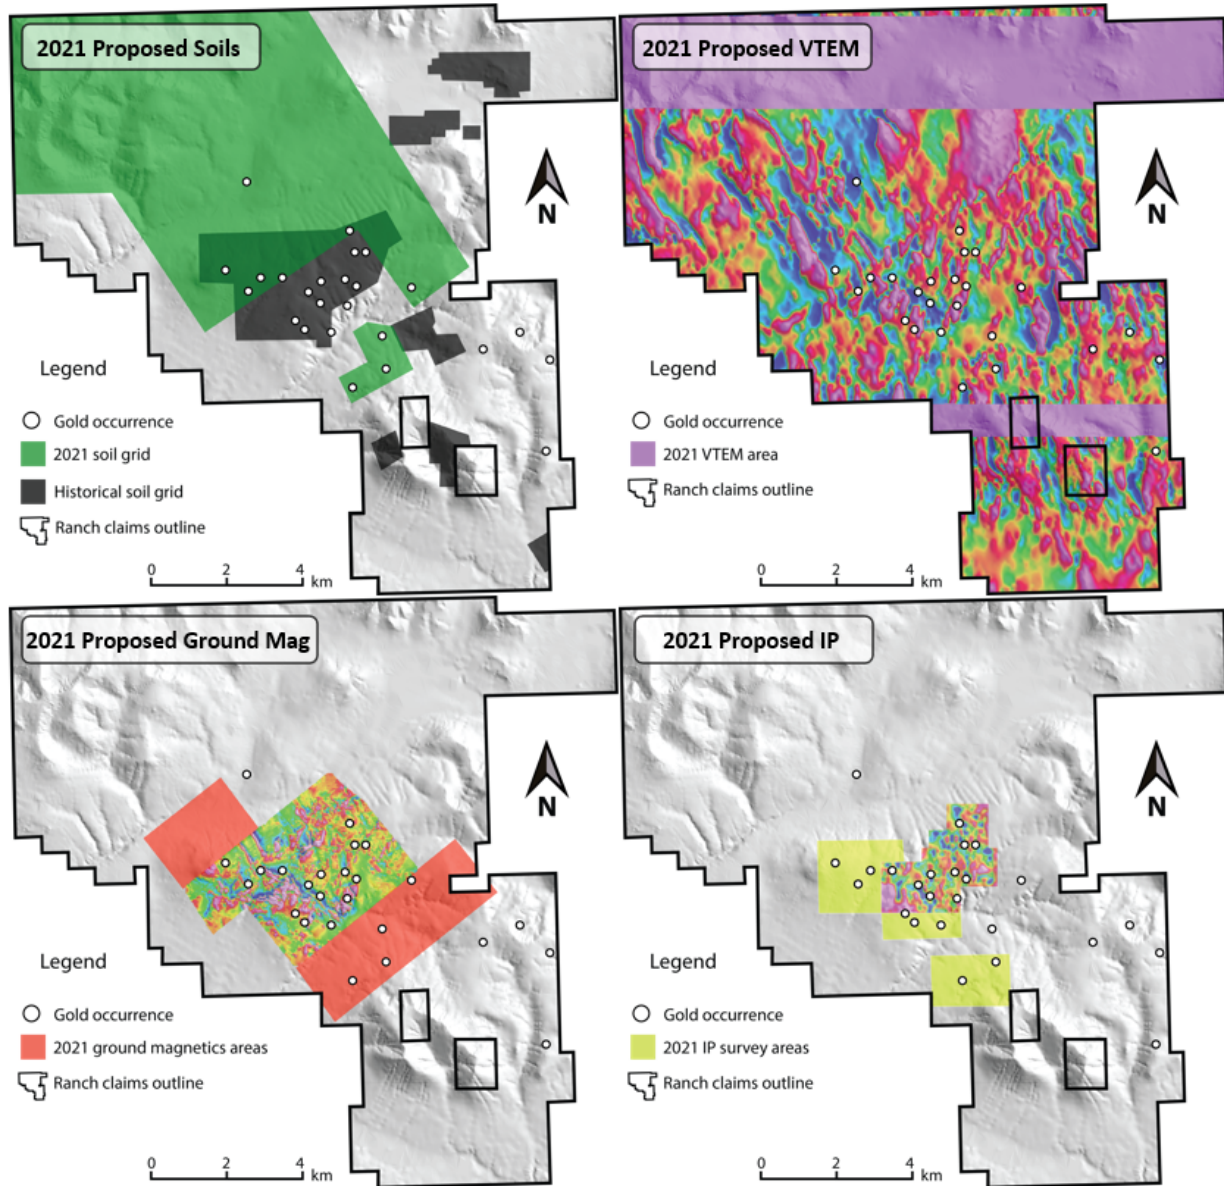 2021 Proposed Soils
N
Legend
Gold occurrence
2021 soil grid
Historical soil grid
Ranch claims outline
0 2 4 km
2021 Proposed VTEM
N
Legend
Gold occurrence
2021 VTEM area
Ranch claims outline
0 2 4 km
2021 Proposed Ground Mag
N
Legend
Gold occurrence
2021 ground magnetics areas
Ranch claims outline
0 2 4 km
2021 Proposed IP
N
Legend
Gold occurrence
2021 IP survey areas
Ranch claims outline
0 2 4 km